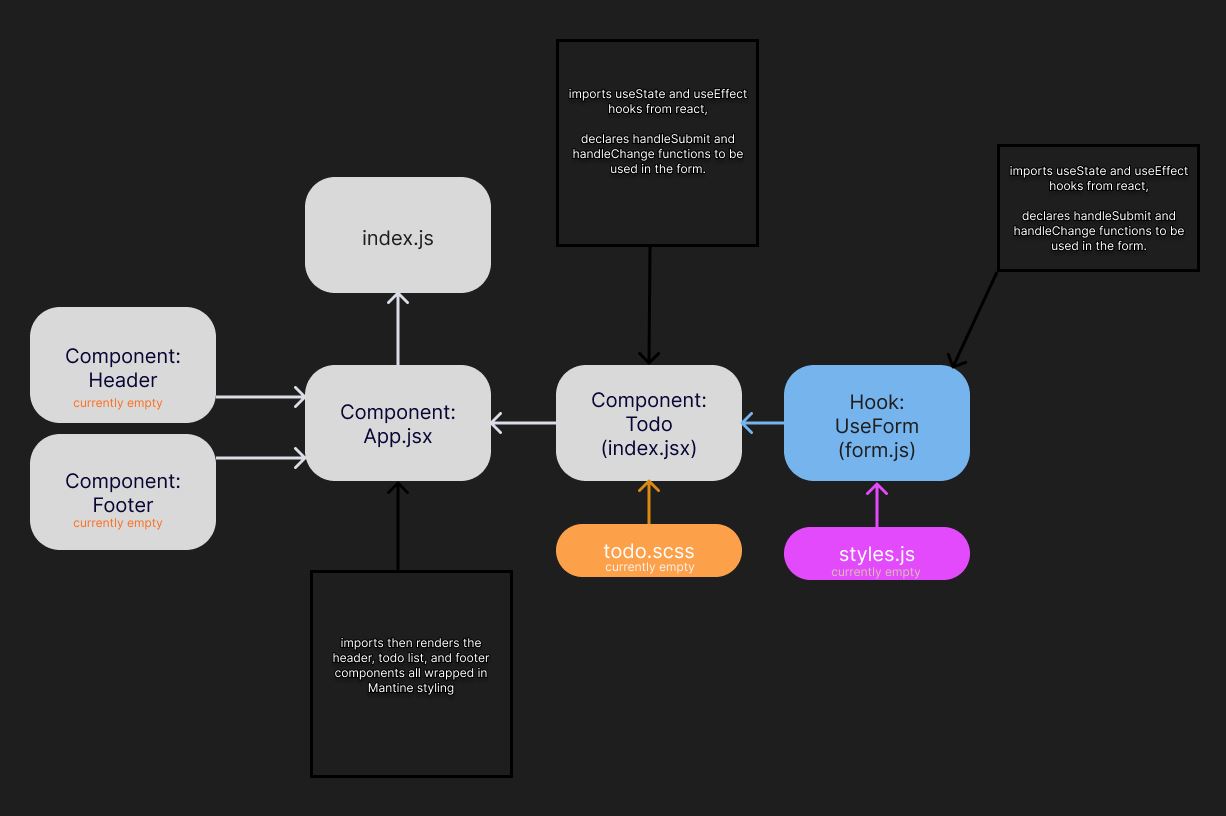 imports useState and useEffect
hooks from react,
declares handleSubmit and
handleChange functions to be
used in the form.
imports useState and useEffect
hooks from react,
declares handleSubmit and
handleChange functions to be
used in the form.
index.js
Component:
Header
currently empty
Component:
App.jsx
Component:
Todo
(index.jsx)
Hook:
UseForm
(form.js)
Component:
Footer
currently empty
todo.scss
currently empty
styles.js
currently empty
imports then renders the
header, todo list, and footer
components all wrapped in
Mantine styling